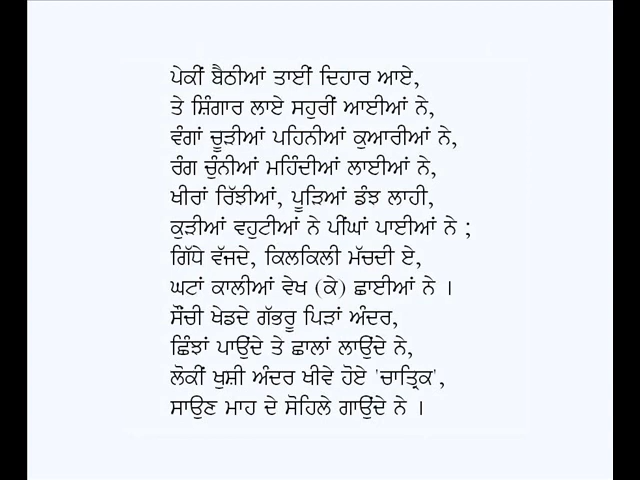 ਪੇਕੀਂ ਬੈਠੀਆਂ ਤਾਈਂ ਦਿਹਾਰ ਆਏ,
ਤੇ ਸ਼ਿੰਗਾਰ ਲਾਏ ਸਹੁਰੀਂ ਆਈਆਂ ਨੇ,
ਵੰਗਾਂ ਚੂੜੀਆਂ ਪਹਿਨੀਆਂ ਕੁਆਰੀਆਂ ਨੇ,
ਰੰਗ ਚੁੰਨੀਆਂ ਮਹਿੰਦੀਆਂ ਲਾਈਆਂ ਨੇ,
ਖੀਰਾਂ ਰਿੱਝੀਆਂ, ਪੂੜਿਆਂ ਡੰਝ ਲਾਹੀ,
ਕੁੜੀਆਂ ਵਹੁਟੀਆਂ ਨੇ ਪੀਂਘਾਂ ਪਾਈਆਂ ਨੇ ;
ਗਿੱਧੇ ਵੱਜਦੇ, ਕਿਲਕਿਲੀ ਮੱਚਦੀ ਏ,
ਘਟਾਂ ਕਾਲੀਆਂ ਵੇਖ (ਕੇ) ਛਾਈਆਂ ਨੇ ।
ਸੌਂਚੀ ਖੇਡਦੇ ਗੱਭਰੂ ਪਿੜਾਂ ਅੰਦਰ,
ਛਿੰਝਾਂ ਪਾਉਂਦੇ ਤੇ ਛਾਲਾਂ ਲਾਉਂਦੇ ਨੇ,
ਲੋਕੀਂ ਖੁਸ਼ੀ ਅੰਦਰ ਖੀਵੇ ਹੋਏ 'ਚਾਤ੍ਰਿਕ',
ਸਾਉਣ ਮਾਹ ਦੇ ਸੋਹਿਲੇ ਗਾਉਂਦੇ ਨੇ ।